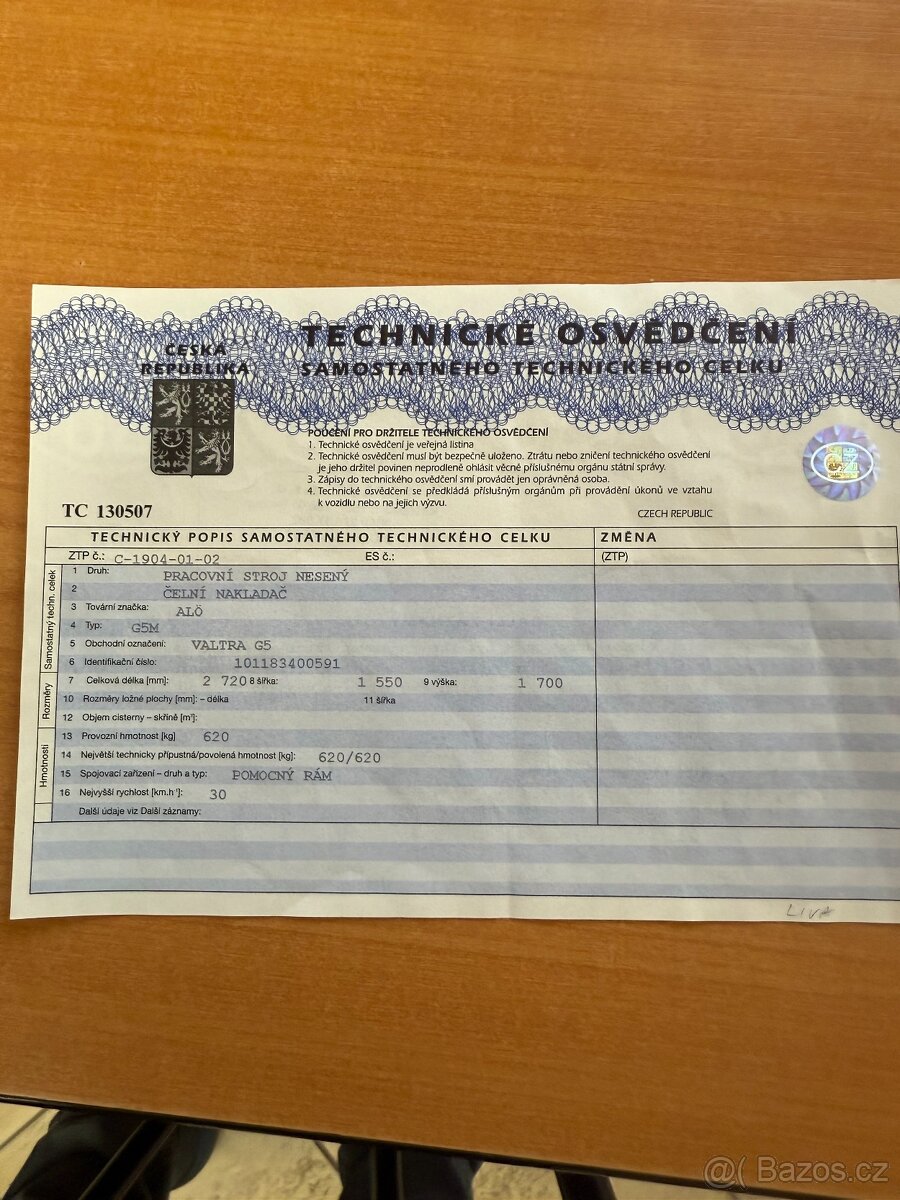 TECHNICKÉ OSVĚDČENÍ
SAMOSTATNÉHO TECHNICKÉHO CELKU
ČESKÁ
REPUBLIKA
POUČENÍ PRO DRŽITELE TECHNICKÉHO OSVĚDČENÍ
1. Technické osvědčení je veřejná listina
2. Technické osvědčení musí být bezpečně uloženo. Ztrátu nebo zničení technického osvědčení
je jeho držitel povinen neprodleně ohlásit věcně příslušnému orgánu státní správy.
3. Zápisy do technického osvědčení smí provádět jen oprávněná osoba.
4. Technické osvědčení se předkládá příslušným orgánům při provádění úkonů ve vztahu
k vozidlu nebo na jejich výzvu.
TC 130507
CZECH REPUBLIC
TECHNICKÝ POPIS SAMOSTATNÉHO TECHNICKÉHO CELKU ZMĚNA
ZTP č.: C-1904-01-02 ES č.: (ZTP)
Samostatný techn. celek
1 Druh: PRACOVNÍ STROJ NESENÝ
2 ČELNÍ NAKLADAČ
3 Tovární značka: ALÖ
4 Typ: G5M
5 Obchodní označení: VALTRA G5
6 Identifikační číslo: 101183400591
Rozměry
7 Celková délka [mm]: 2 720 8 šířka: 1 550 9 výška: 1 700
10 Rozměry ložné plochy [mm]: – délka 11 šířka
12 Objem cisterny – skříně [m³]:
Hmotnosti
13 Provozní hmotnost [kg] 620
14 Největší technicky přípustná/povolená hmotnost [kg]: 620/620
15 Spojovací zařízení – druh a typ: POMOCNÝ RÁM
16 Nejvyšší rychlost [km.h⁻¹]: 30
Další údaje viz Další záznamy:
LIVA
@( Bazos.cz